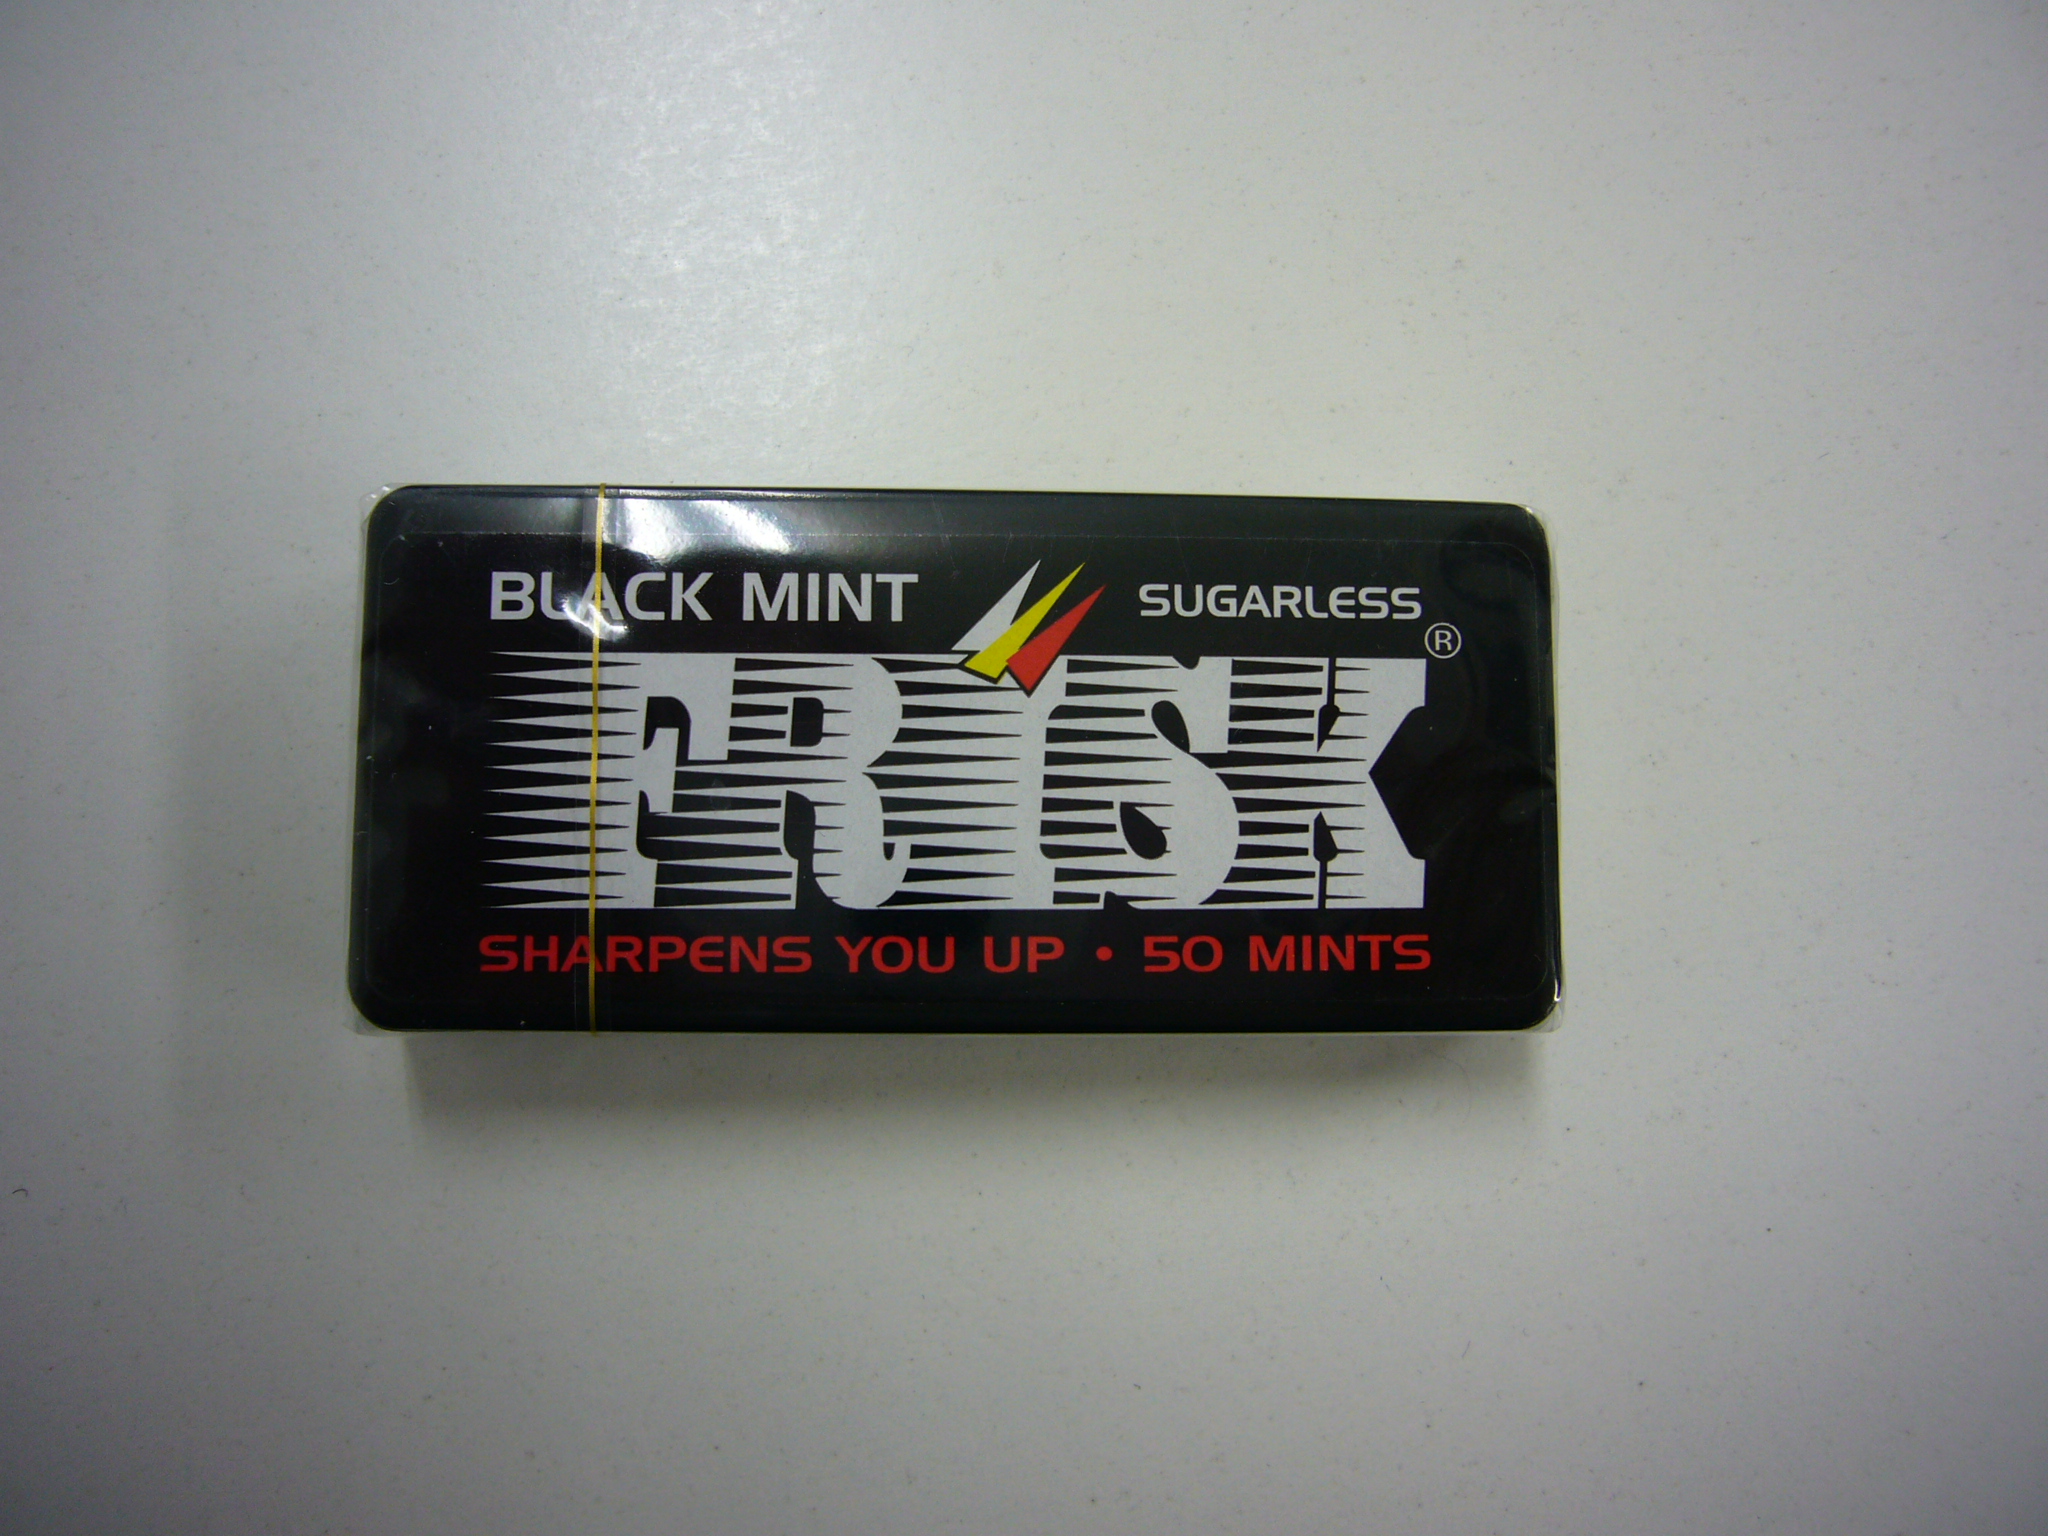 BLACK MINT SUGARLESS
FRISK®
SHARPENS YOU UP • 50 MINTS